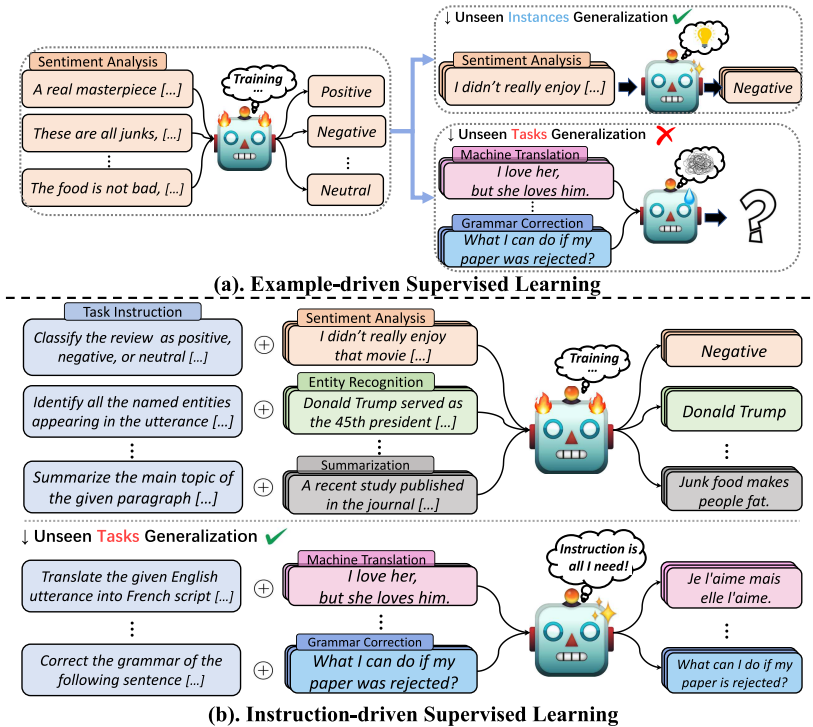 Sentiment Analysis
A real masterpiece [...]
These are all junks, [...]
⋮
The food is not bad, [...]
Training
...
Positive
Negative
⋮
Neutral
↓ Unseen Instances Generalization ✓
Sentiment Analysis
I didn't really enjoy [...]
Negative
↓ Unseen Tasks Generalization ✗
Machine Translation
I love her,
but she loves him.
...
Grammar Correction
What I can do if my
paper was rejected?
?
(a). Example-driven Supervised Learning
Task Instruction
Classify the review as positive,
negative, or neutral [...]
+
Sentiment Analysis
I didn't really enjoy
that movie [...]
Identify all the named entities
appearing in the utterance [...]
+
Entity Recognition
Donald Trump served as
the 45th president [...]
⋮
...
Summarize the main topic of
the given paragraph [...]
+
Summarization
A recent study published
in the journal [...]
Training
...
Negative
Donald Trump
⋮
Junk food makes
people fat.
↓ Unseen Tasks Generalization ✓
Translate the given English
utterance into French script [...]
+
Machine Translation
I love her,
but she loves him.
⋮
...
Correct the grammar of the
following sentence [...]
+
Grammar Correction
What I can do if my
paper was rejected?
Instruction is
all I need!
Je l'aime mais
elle l'aime.
⋮
What can I do if my
paper is rejected?
(b). Instruction-driven Supervised Learning